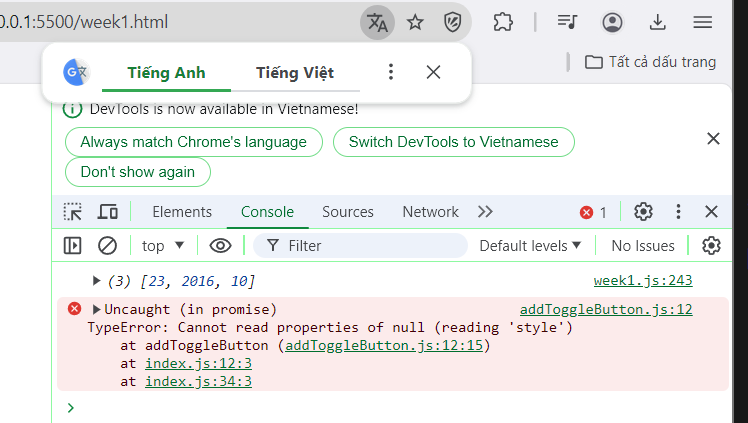 0.0.1:5500/week1.html
Tất cả dấu trang
Tiếng Anh Tiếng Việt
DevTools is now available in Vietnamese!
Always match Chrome's language Switch DevTools to Vietnamese
Don't show again
Elements Console Sources Network 1
top Filter Default levels No Issues
(3) [23, 2016, 10] week1.js:243
Uncaught (in promise) addToggleButton.js:12
TypeError: Cannot read properties of null (reading 'style')
at addToggleButton (addToggleButton.js:12:15)
at index.js:12:3
at index.js:34:3